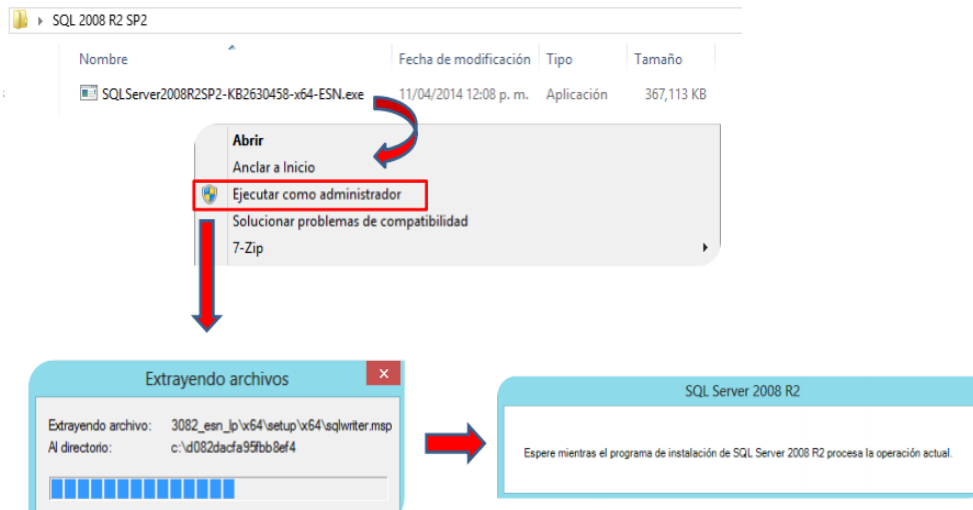 SQL 2008 R2 SP2
Nombre Fecha de modificación Tipo Tamaño
SQLServer2008R2SP2-KB2630458-x64-ESN.exe 11/04/2014 12:08 p. m. Aplicación 367,113 KB
Abrir
Anclar a Inicio
Ejecutar como administrador
Solucionar problemas de compatibilidad
7-Zip
Extrayendo archivos
Extrayendo archivo: 3082_esn_lp\x64\setup\x64\sqlwriter.msp
Al directorio: c:\d082dacfa95fbb8ef4
SQL Server 2008 R2
Espere mientras el programa de instalación de SQL Server 2008 R2 procesa la operación actual.